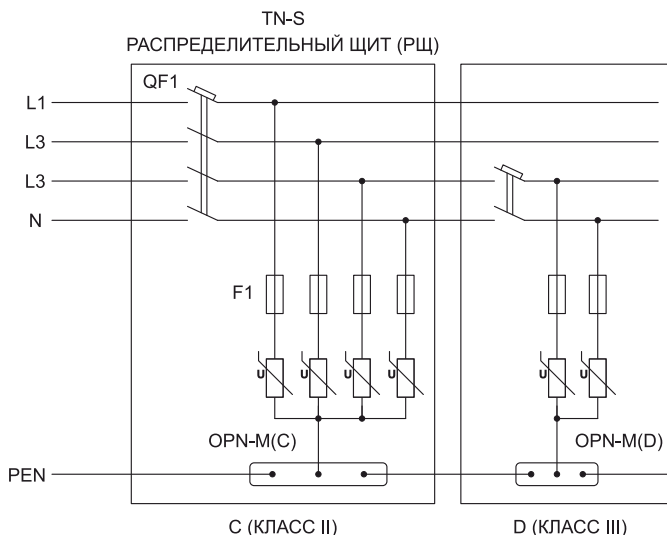 TN-S
РАСПРЕДЕЛИТЕЛЬНЫЙ ЩИТ (РЩ)
QF1
L1
L3
L3
N
F1
U
U
U
U
U
U
OPN-M(C)
OPN-M(D)
PEN
C (КЛАСС II)
D (КЛАСС III)